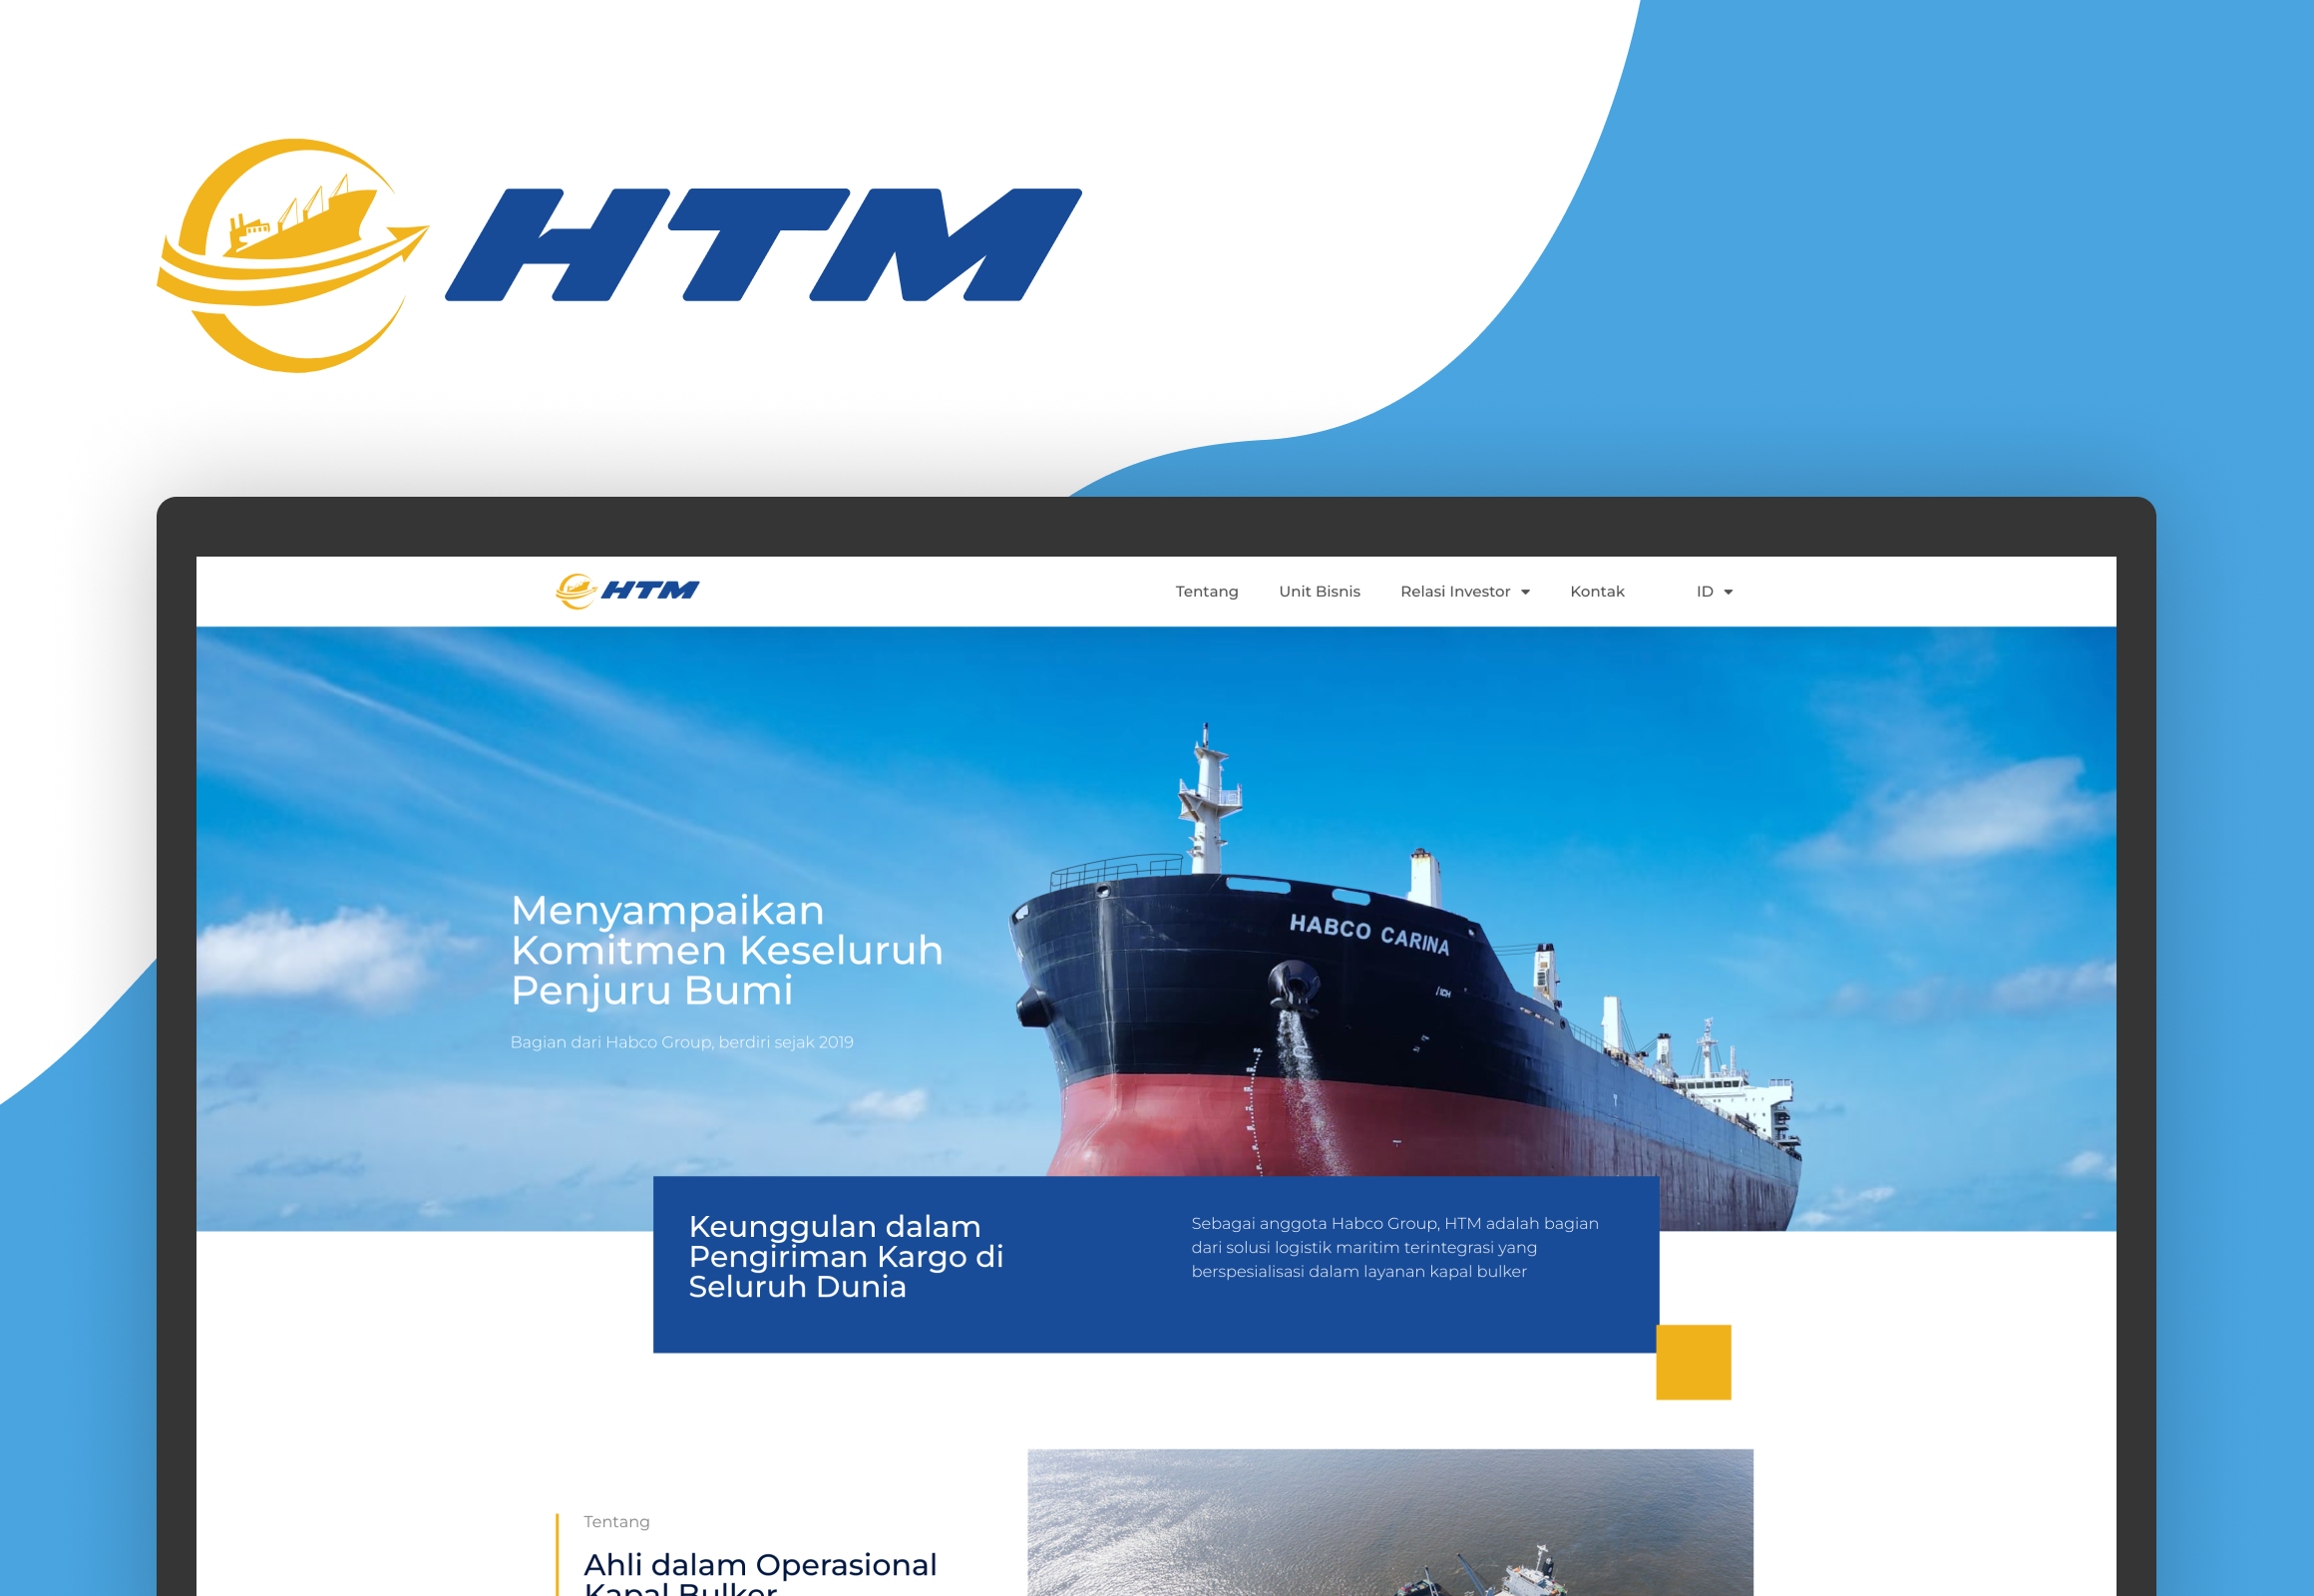 HTM
HTM
Tentang
Unit Bisnis
Relasi Investor
Kontak
ID
HABCO CARINA
Menyampaikan
Komitmen Keseluruh
Penjuru Bumi
Bagian dari Habco Group, berdiri sejak 2019
Keunggulan dalam
Pengiriman Kargo di
Seluruh Dunia
Sebagai anggota Habco Group, HTM adalah bagian
dari solusi logistik maritim terintegrasi yang
berspesialisasi dalam layanan kapal bulker
Tentang
Ahli dalam Operasional
Kapal Bulker